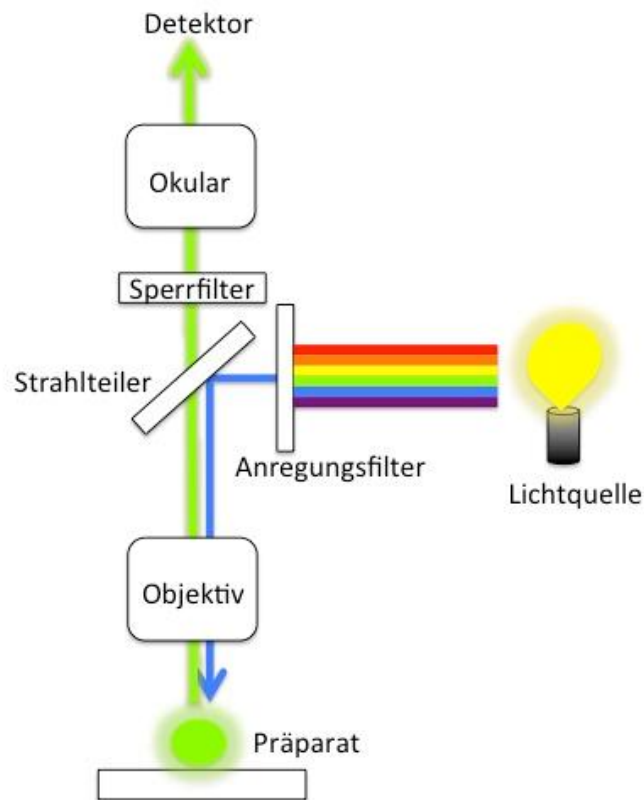 Detektor
Okular
Sperrfilter
Strahlteiler
Anregungsfilter
Lichtquelle
Objektiv
Präparat